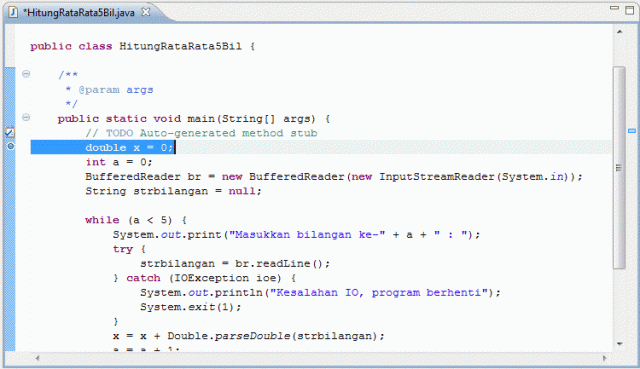 *HitungRataRata5Bil.java
public class HitungRataRata5Bil {
/**
* @param args
*/
public static void main(String[] args) {
// TODO Auto-generated method stub
double x = 0;
int a = 0;
BufferedReader br = new BufferedReader(new InputStreamReader(System.in));
String strbilangan = null;
while (a < 5) {
System.out.print("Masukkan bilangan ke-" + a + " : ");
try {
strbilangan = br.readLine();
} catch (IOException ioe) {
System.out.println("Kesalahan IO, program berhenti");
System.exit(1);
}
x = x + Double.parseDouble(strbilangan);
a = a + 1;